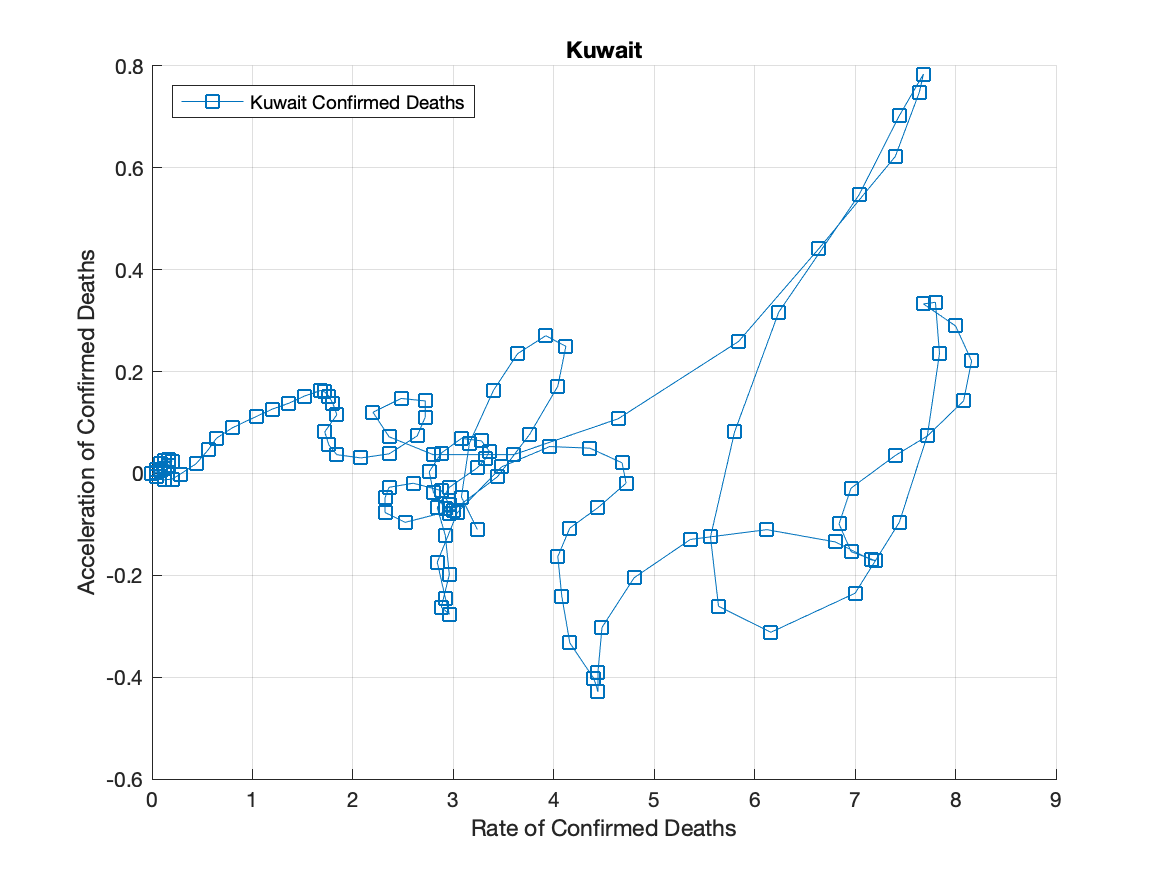 Kuwait
Kuwait Confirmed Deaths
Acceleration of Confirmed Deaths
0.8
0.6
0.4
0.2
0
-0.2
-0.4
-0.6
0 1 2 3 4 5 6 7 8 9
Rate of Confirmed Deaths